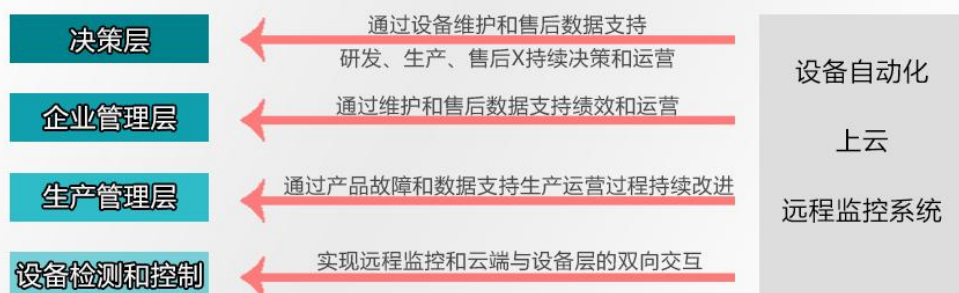 决策层
通过设备维护和售后数据支持
研发、生产、售后X持续决策和运营
企业管理层
通过维护和售后数据支持绩效和运营
生产管理层
通过产品故障和数据支持生产运营过程持续改进
设备检测和控制
实现远程监控和云端与设备层的双向交互
设备自动化
上云
远程监控系统